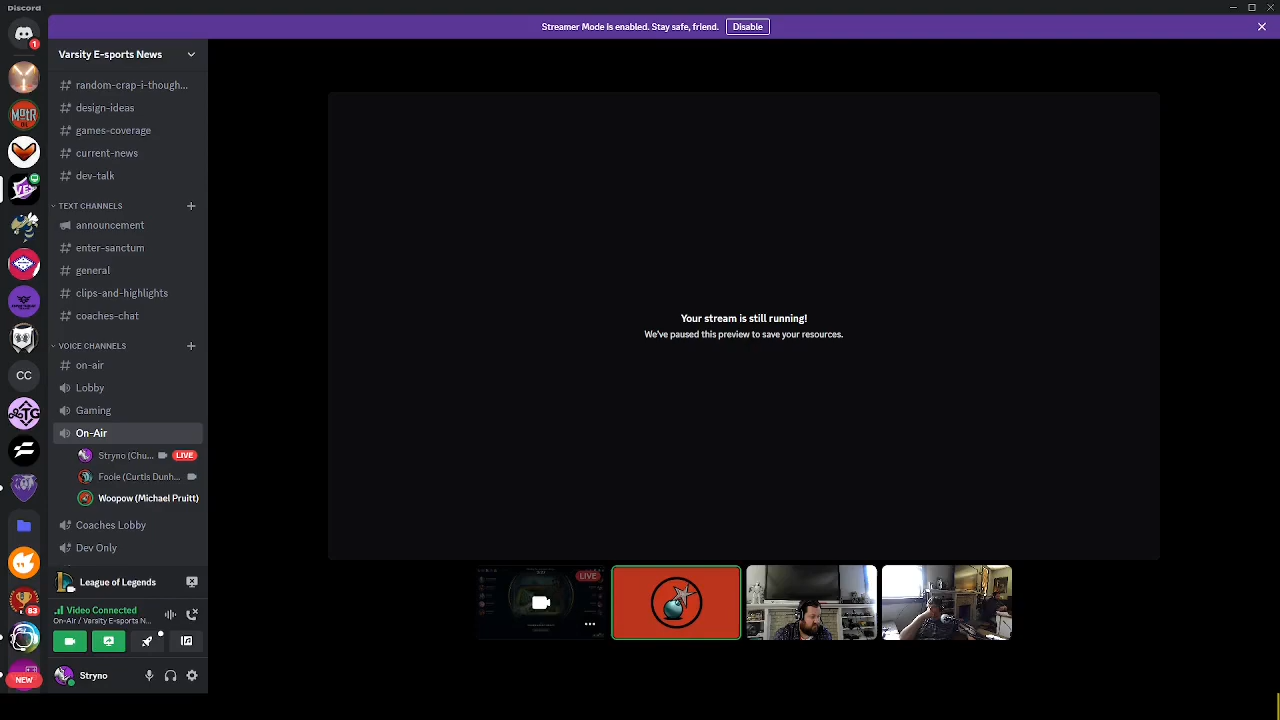 Discord
Streamer Mode is enabled. Stay safe, friend.
Disable
1
Varsity E-sports News
random-crap-i-though...
design-ideas
games-coverage
current-news
dev-talk
TEXT CHANNELS
announcement
enter-sanctum
general
clips-and-highlights
coaches-chat
VOICE CHANNELS
on-air
Lobby
Gaming
On-Air
Stryno (Chu...
LIVE
Foole (Curtis Dunh...
Woopow (Michael Pruitt)
Coaches Lobby
Dev Only
League of Legends
Video Connected
On-Air / Varsity E-sports N...
Stryno
MOTR
CC
TG
83
NEW
Your stream is still running!
We've paused this preview to save your resources.
LIVE